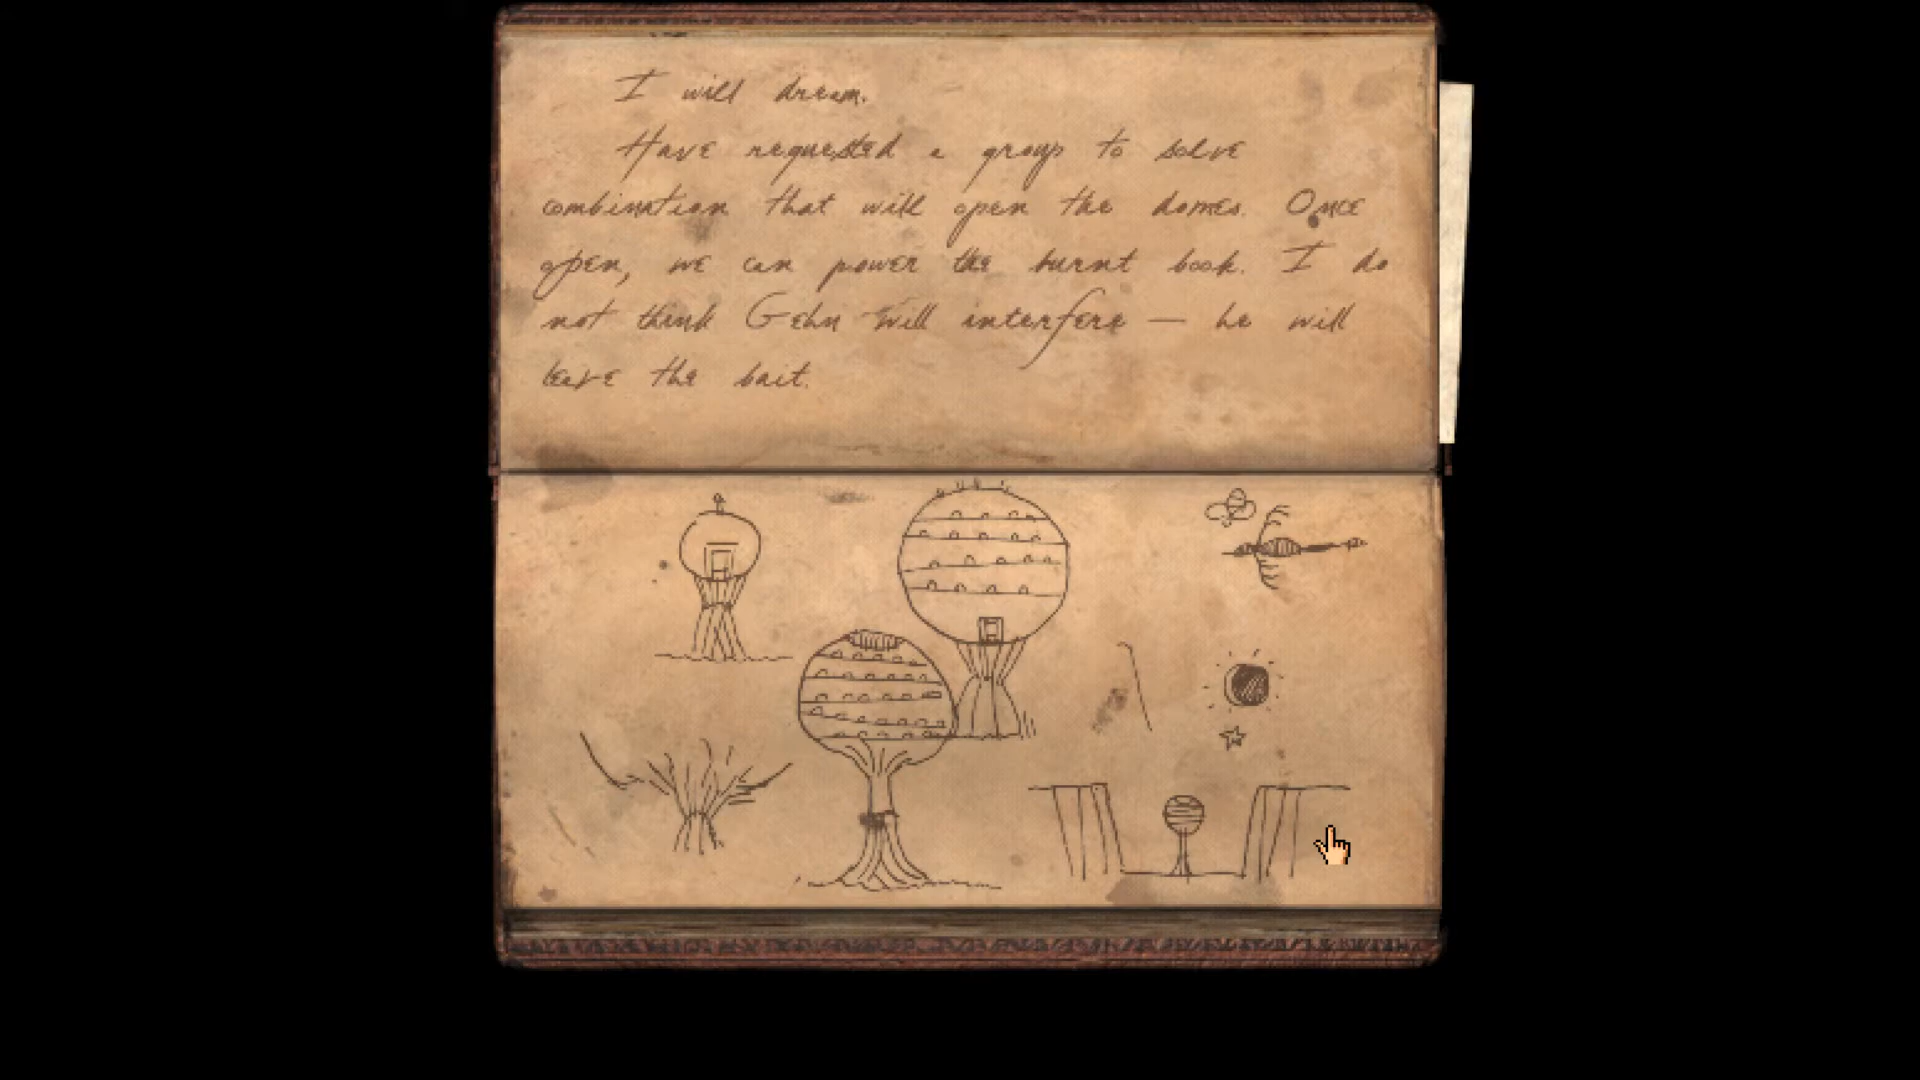 I will dream.
Have requested a group to solve
combination that will open the domes. Once
open, we can power the burnt book. I do
not think Gehn will interfere — he will
leave the bait.